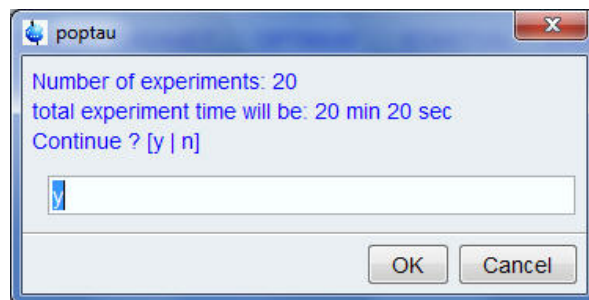 poptau
Number of experiments: 20
total experiment time will be: 20 min 20 sec
Continue ? [y | n]
y
OK Cancel